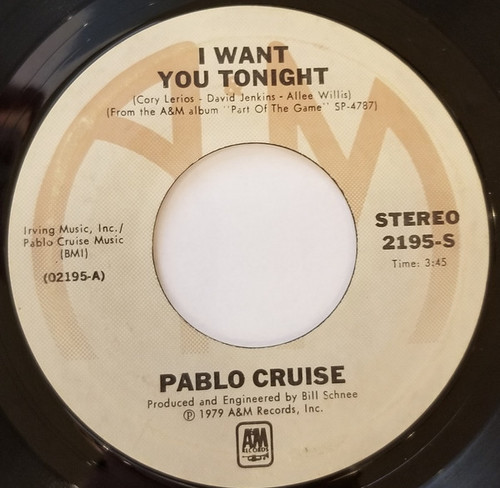 I WANT
YOU TONIGHT
(Cory Lerios - David Jenkins - Allee Willis)
(From the A&M album "Part Of The Game" SP-4787)
Irving Music, Inc./
Pablo Cruise Music
(BMI)
(02195-A)
STEREO
2195-S
Time: 3:45
PABLO CRUISE
Produced and Engineered by Bill Schnee
℗ 1979 A&M Records, Inc.
A&M
RECORDS